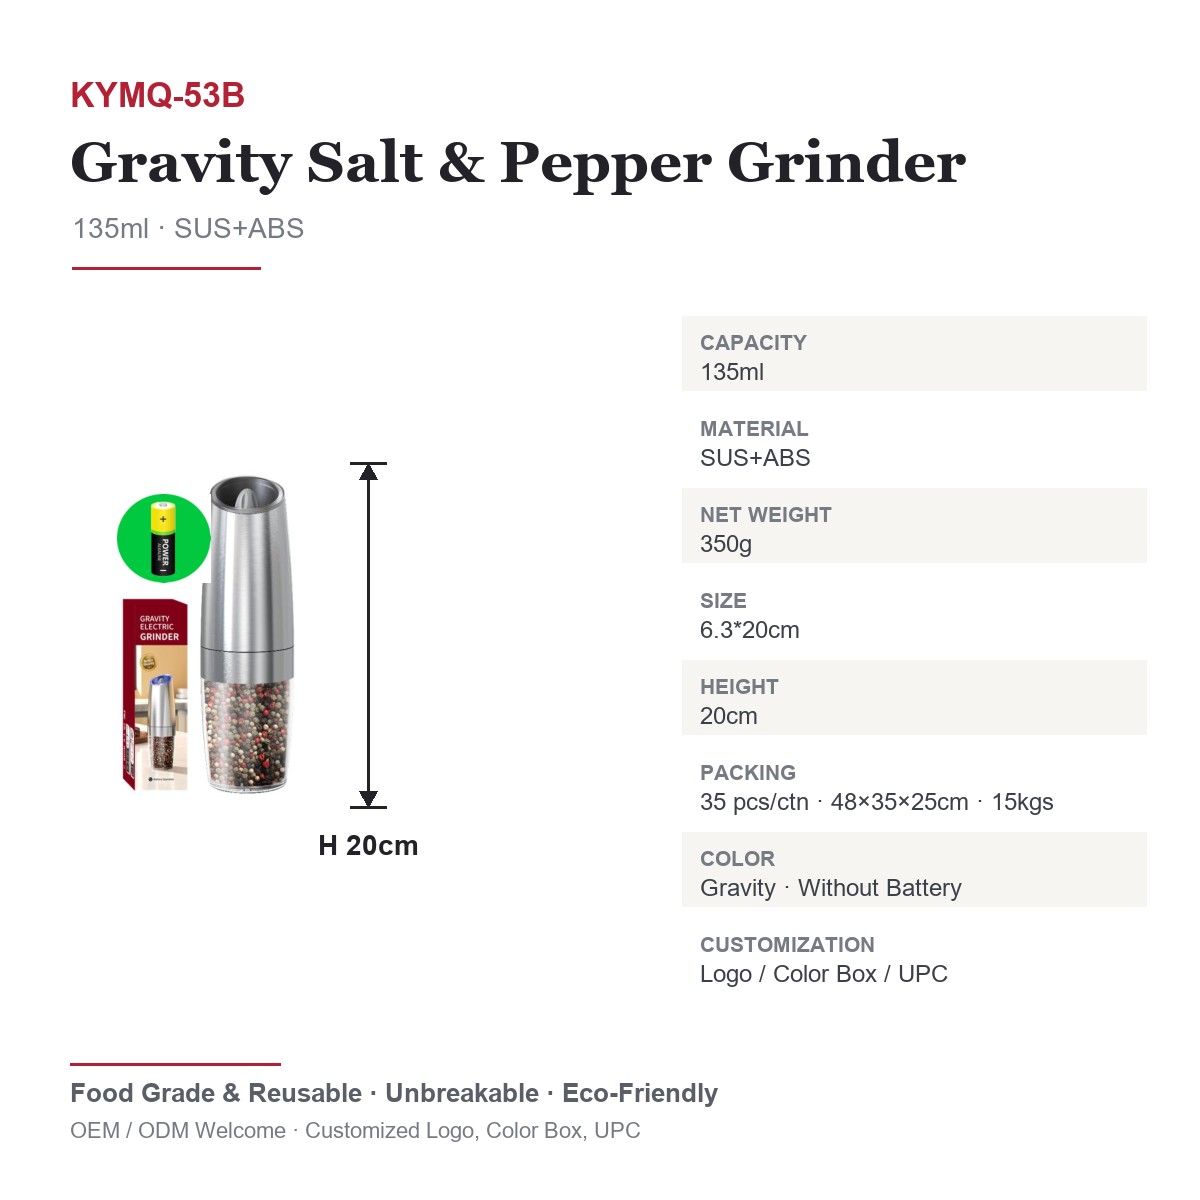 KYMQ-53B
Gravity Salt & Pepper Grinder
135ml · SUS+ABS
CAPACITY
135ml
MATERIAL
SUS+ABS
NET WEIGHT
350g
SIZE
6.3*20cm
HEIGHT
20cm
PACKING
35 pcs/ctn · 48×35×25cm · 15kgs
COLOR
Gravity · Without Battery
CUSTOMIZATION
Logo / Color Box / UPC
+
POWER
GRAVITY
ELECTRIC
GRINDER
H 20cm
Food Grade & Reusable · Unbreakable · Eco-Friendly
OEM / ODM Welcome · Customized Logo, Color Box, UPC